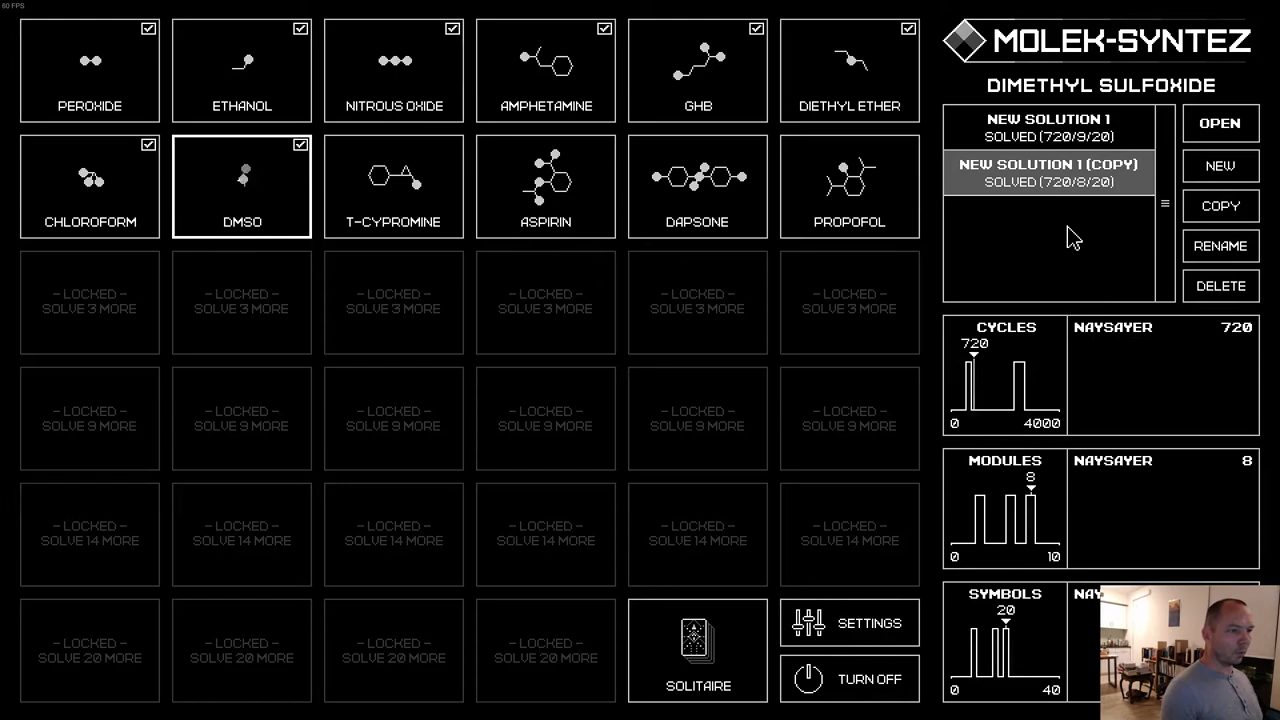 60 FPS
PEROXIDE
ETHANOL
NITROUS OXIDE
AMPHETAMINE
GHB
DIETHYL ETHER
CHLOROFORM
DMSO
T-CYPROMINE
ASPIRIN
DAPSONE
PROPOFOL
- LOCKED -
SOLVE 3 MORE
- LOCKED -
SOLVE 3 MORE
- LOCKED -
SOLVE 3 MORE
- LOCKED -
SOLVE 3 MORE
- LOCKED -
SOLVE 3 MORE
- LOCKED -
SOLVE 3 MORE
- LOCKED -
SOLVE 9 MORE
- LOCKED -
SOLVE 9 MORE
- LOCKED -
SOLVE 9 MORE
- LOCKED -
SOLVE 9 MORE
- LOCKED -
SOLVE 9 MORE
- LOCKED -
SOLVE 9 MORE
- LOCKED -
SOLVE 14 MORE
- LOCKED -
SOLVE 14 MORE
- LOCKED -
SOLVE 14 MORE
- LOCKED -
SOLVE 14 MORE
- LOCKED -
SOLVE 14 MORE
- LOCKED -
SOLVE 14 MORE
- LOCKED -
SOLVE 20 MORE
- LOCKED -
SOLVE 20 MORE
- LOCKED -
SOLVE 20 MORE
- LOCKED -
SOLVE 20 MORE
SOLITAIRE
SETTINGS
TURN OFF
MOLEK-SYNTEZ
DIMETHYL SULFOXIDE
NEW SOLUTION 1
SOLVED (720/9/20)
NEW SOLUTION 1 (COPY)
SOLVED (720/8/20)
OPEN
NEW
COPY
RENAME
DELETE
CYCLES
720
0 4000
NAYSAYER 720
MODULES
8
0 10
NAYSAYER 8
SYMBOLS
20
0 40
NAY